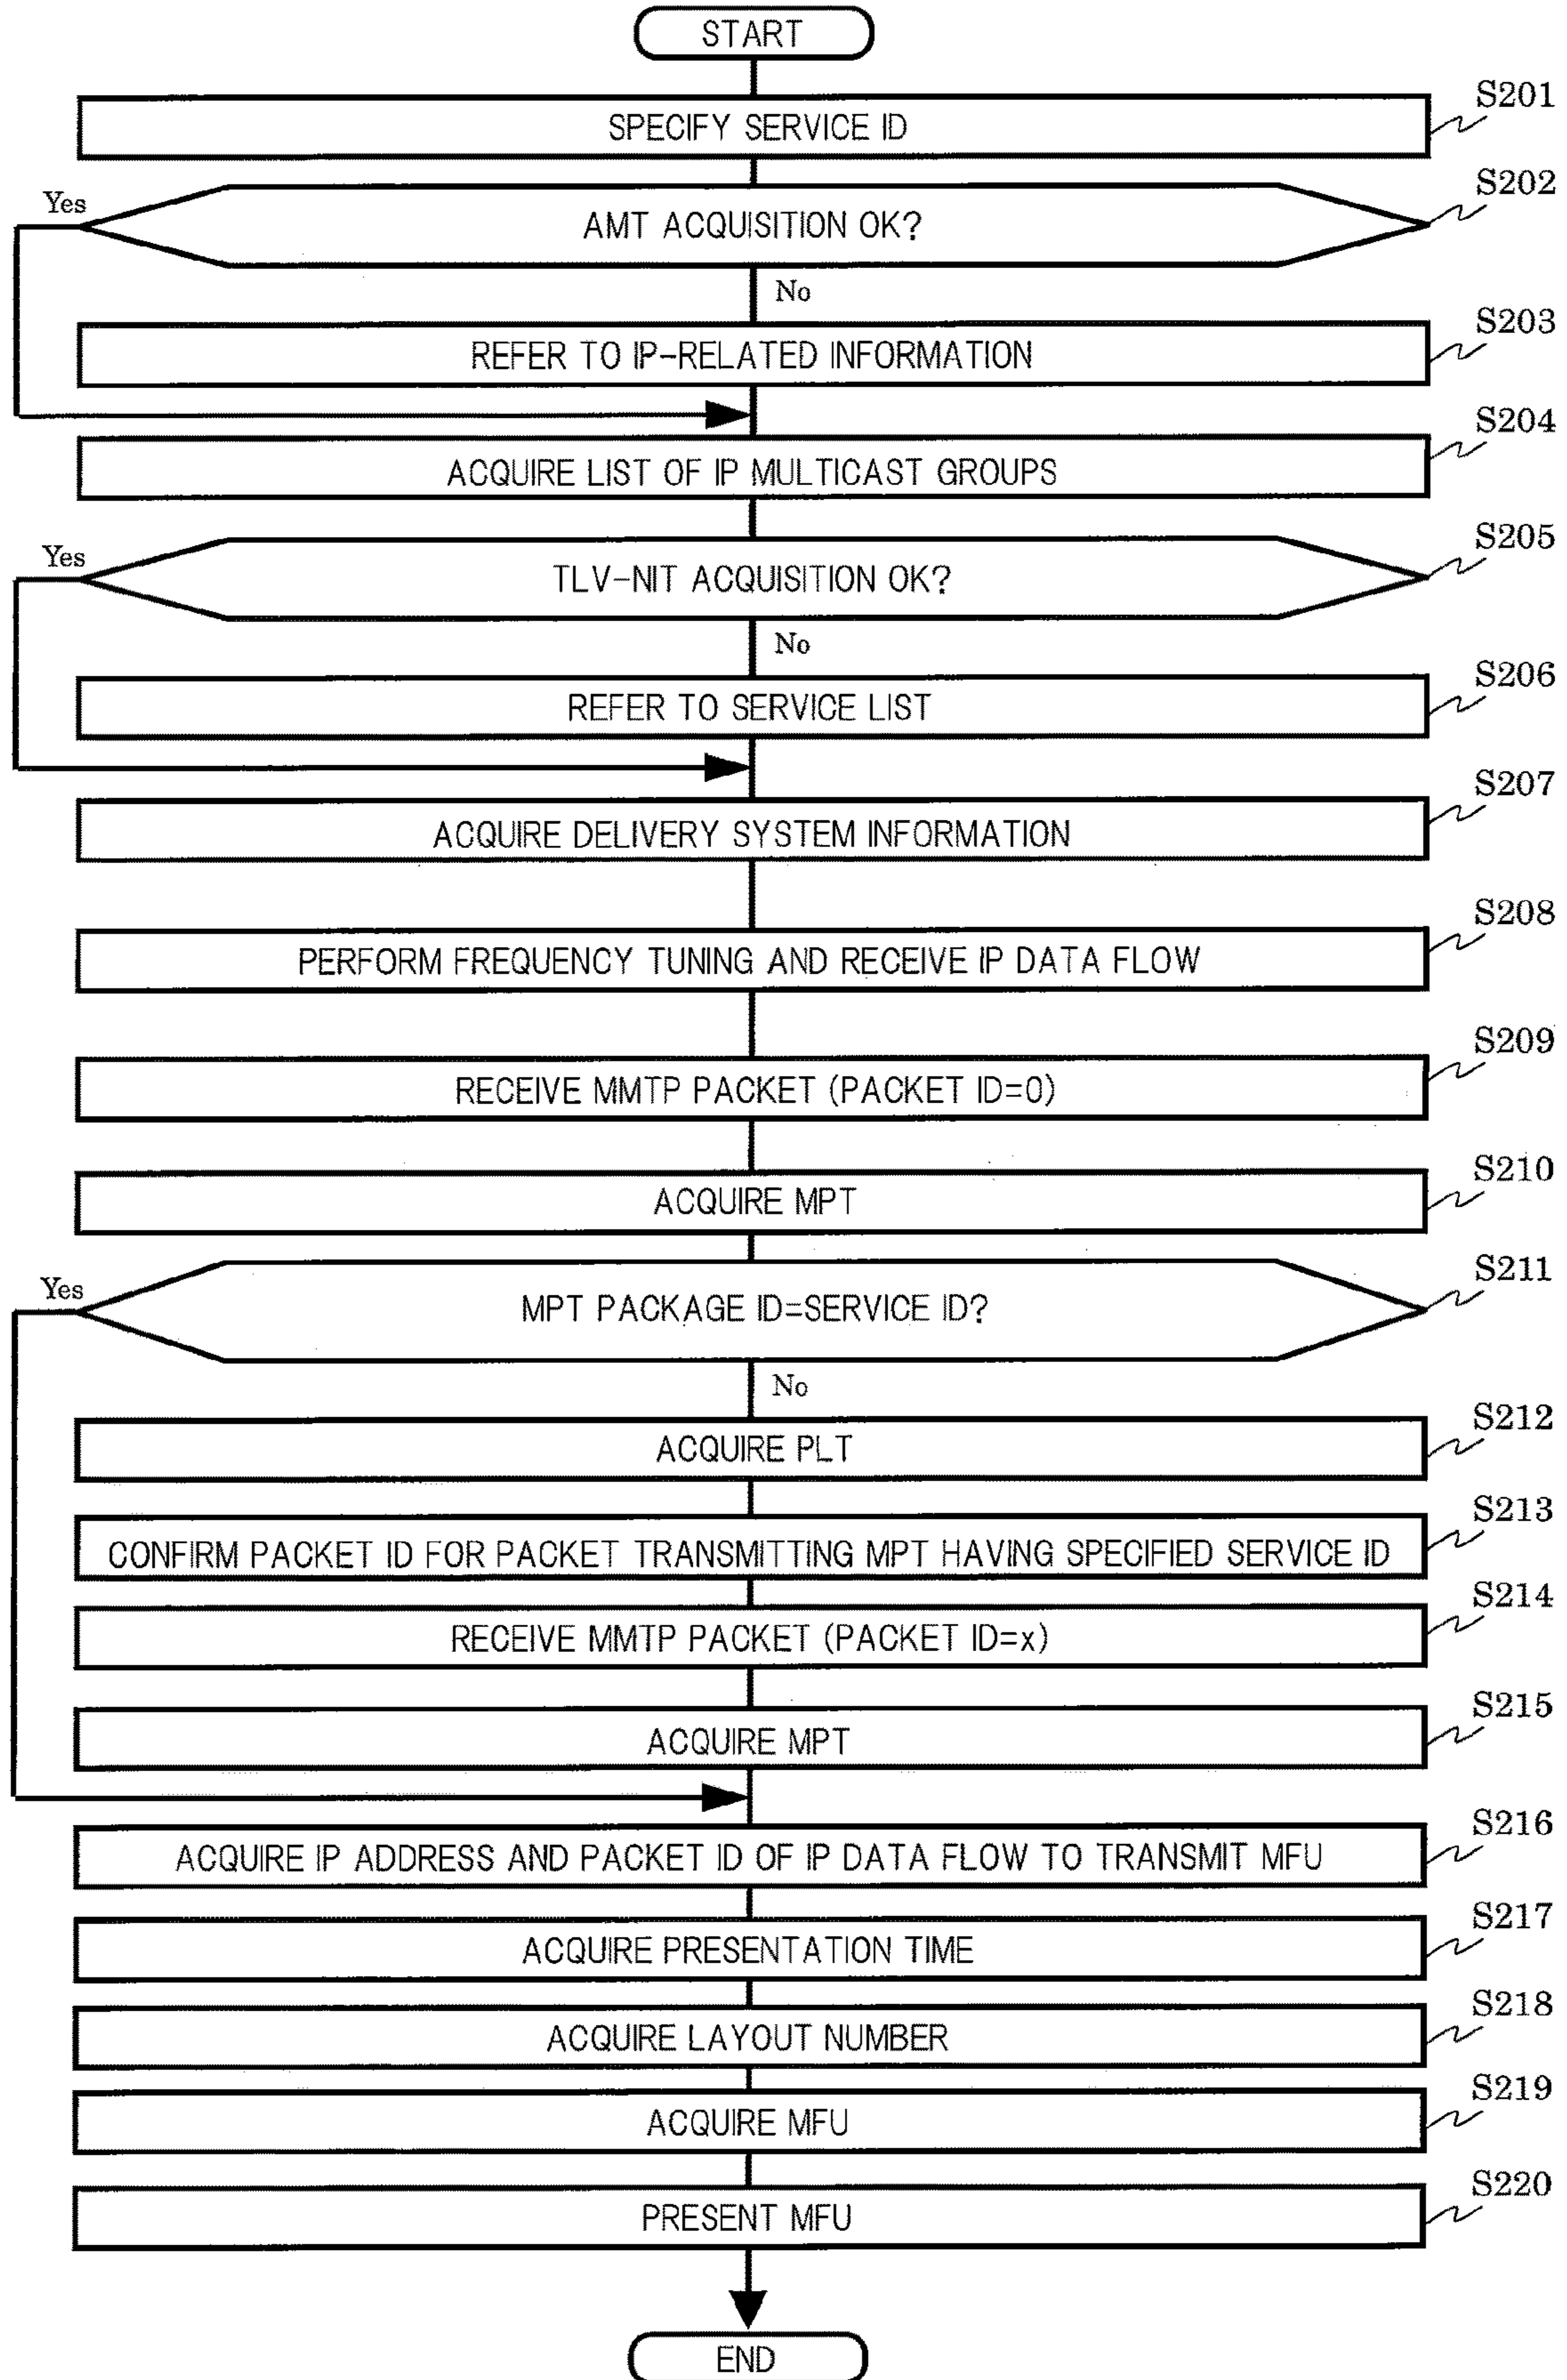 START
S201
SPECIFY SERVICE ID
S202
Yes
AMT ACQUISITION OK?
No
S203
REFER TO IP-RELATED INFORMATION
S204
ACQUIRE LIST OF IP MULTICAST GROUPS
S205
Yes
TLV-NIT ACQUISITION OK?
No
S206
REFER TO SERVICE LIST
S207
ACQUIRE DELIVERY SYSTEM INFORMATION
S208
PERFORM FREQUENCY TUNING AND RECEIVE IP DATA FLOW
S209
RECEIVE MMTP PACKET (PACKET ID=0)
S210
ACQUIRE MPT
S211
Yes
MPT PACKAGE ID=SERVICE ID?
No
S212
ACQUIRE PLT
S213
CONFIRM PACKET ID FOR PACKET TRANSMITTING MPT HAVING SPECIFIED SERVICE ID
S214
RECEIVE MMTP PACKET (PACKET ID=x)
S215
ACQUIRE MPT
S216
ACQUIRE IP ADDRESS AND PACKET ID OF IP DATA FLOW TO TRANSMIT MFU
S217
ACQUIRE PRESENTATION TIME
S218
ACQUIRE LAYOUT NUMBER
S219
ACQUIRE MFU
S220
PRESENT MFU
END